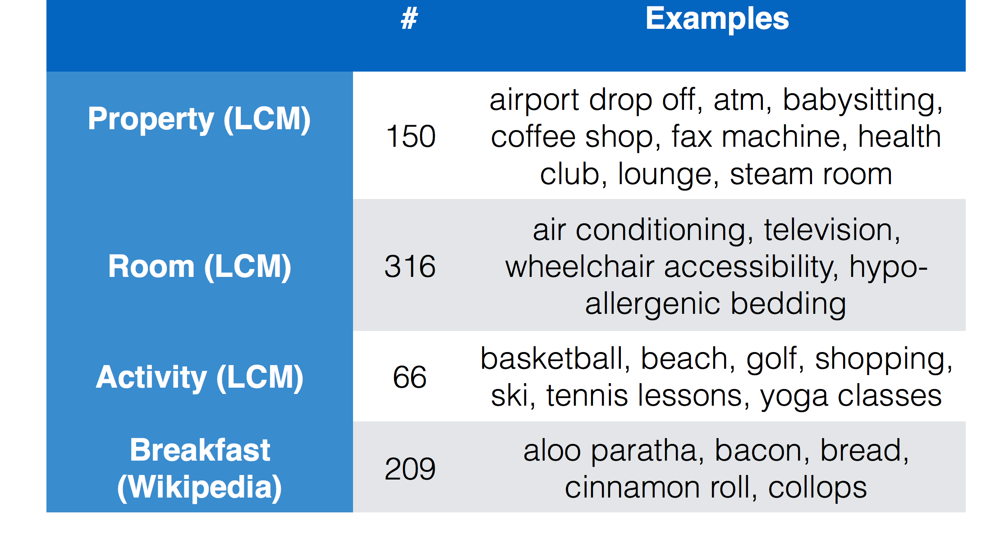 # Examples
Property (LCM)
150
airport drop off, atm, babysitting,
coffee shop, fax machine, health
club, lounge, steam room
Room (LCM)
316
air conditioning, television,
wheelchair accessibility, hypo-
allergenic bedding
Activity (LCM)
66
basketball, beach, golf, shopping,
ski, tennis lessons, yoga classes
Breakfast
(Wikipedia)
209
aloo paratha, bacon, bread,
cinnamon roll, collops